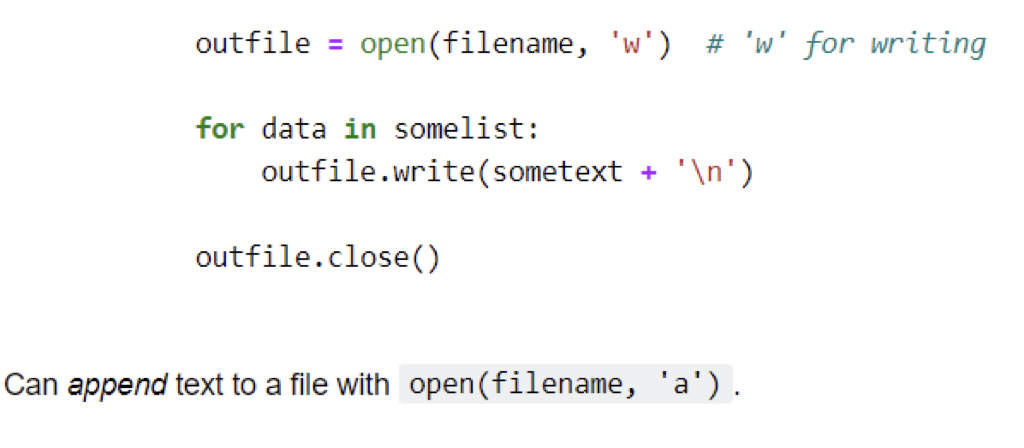 outfile = open(filename, 'w')  # 'w' for writing
for data in somelist:
    outfile.write(sometext + '\n')
outfile.close()
Can append text to a file with open(filename, 'a').